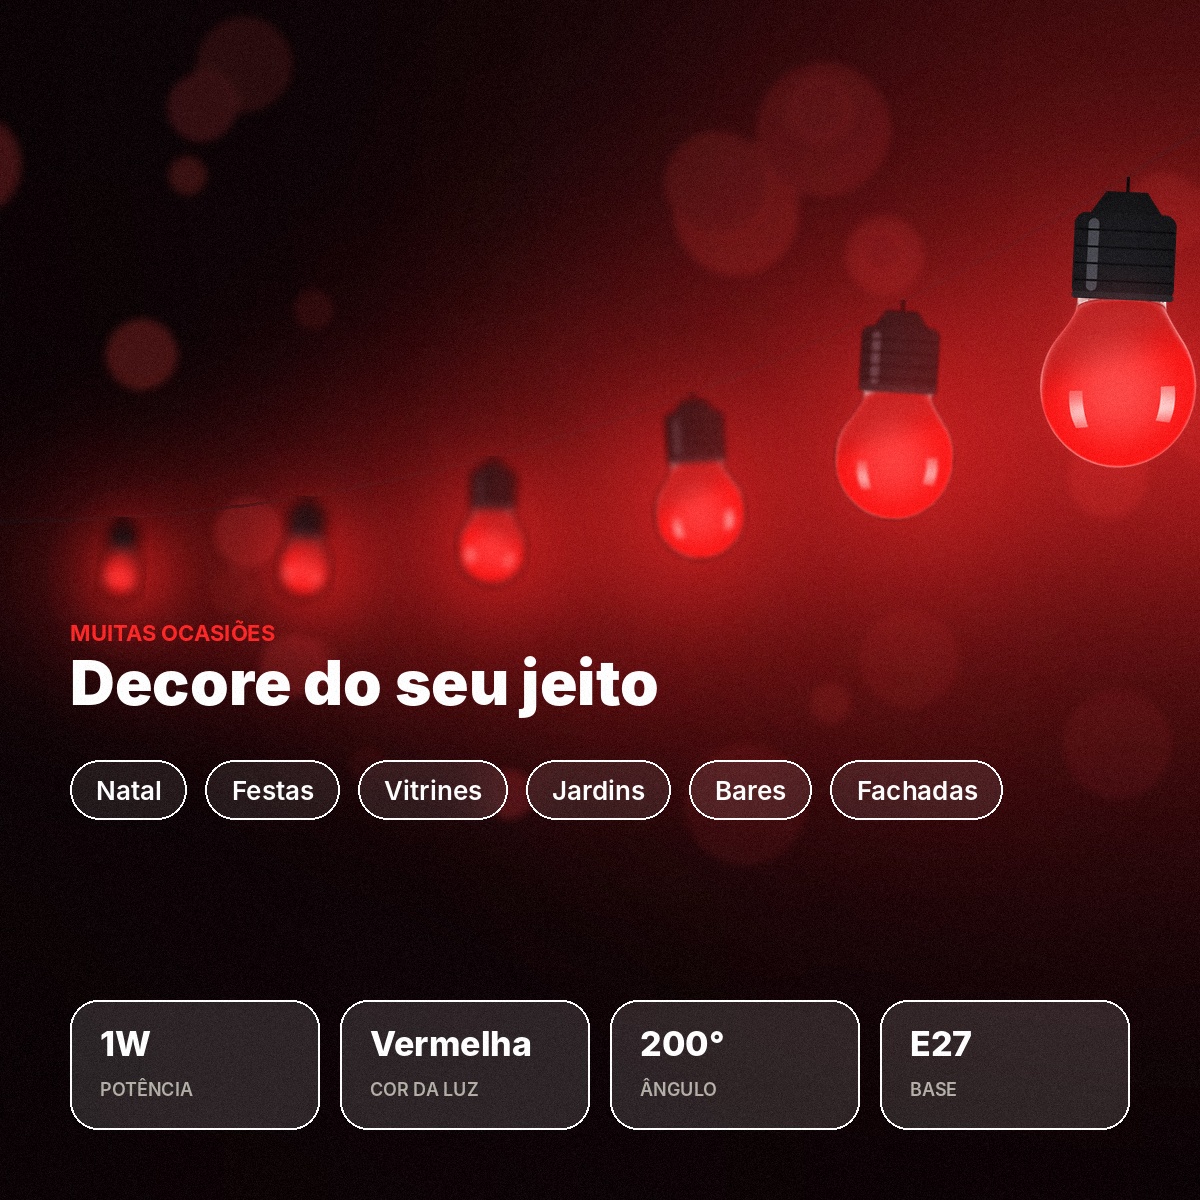 MUITAS OCASIÕES
Decore do seu jeito
Natal Festas Vitrines Jardins Bares Fachadas
1W Vermelha 200° E27
POTÊNCIA COR DA LUZ ÂNGULO BASE